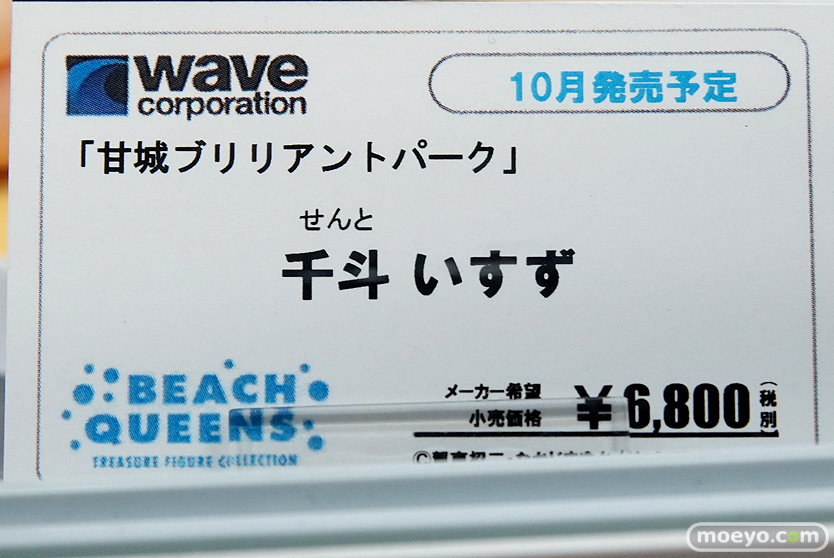 wave
corporation
10月発売予定
「甘城ブリリアントパーク」
せんと
千斗 いすず
BEACH
QUEENS
TREASURE FIGURE COLLECTION
メーカー希望
小売価格
¥6,800
(税別)
moeyo.com